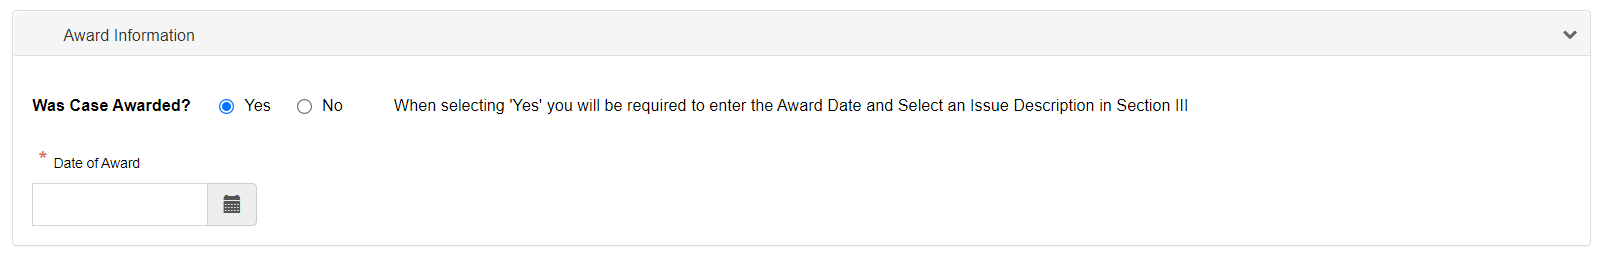 Award Information
Was Case Awarded? Yes No When selecting 'Yes' you will be required to enter the Award Date and Select an Issue Description in Section III
* Date of Award